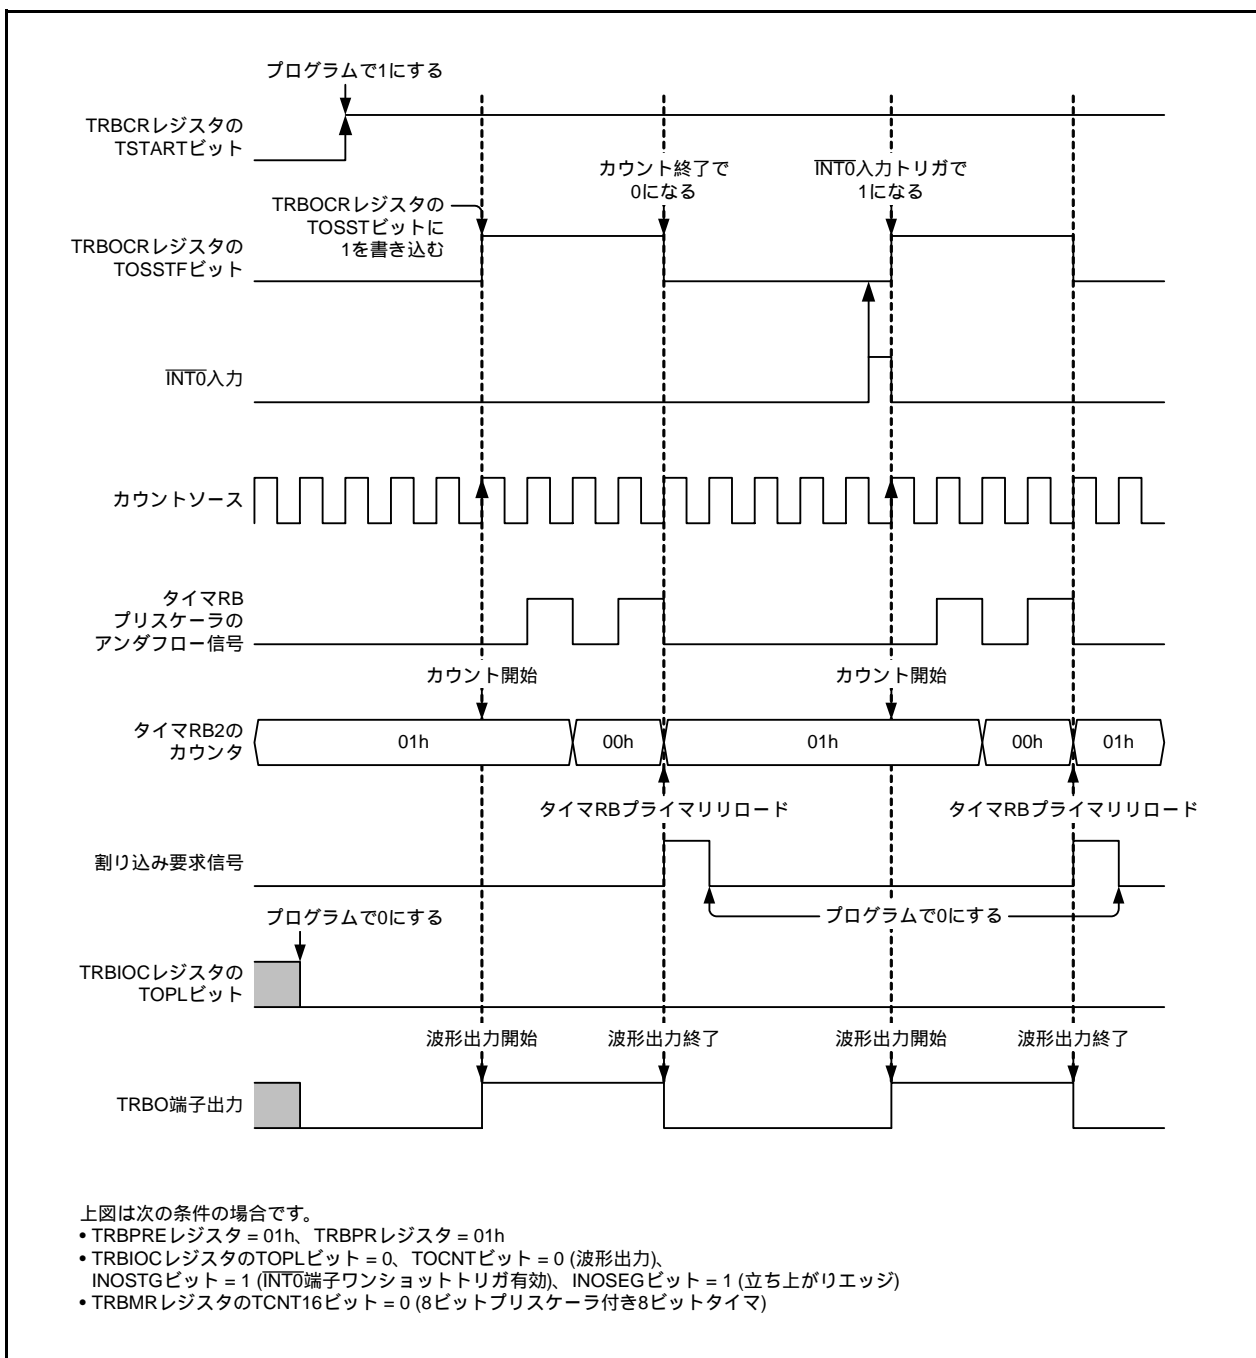 プログラムで1にする
TRBCRレジスタの
TSTARTビット
カウント終了で
0になる
INT0入力トリガで
1になる
TRBOCRレジスタの
TOSSTビットに
1を書き込む
TRBOCRレジスタの
TOSSTFビット
INT0入力
カウントソース
タイマRB
プリスケーラの
アンダフロー信号
カウント開始
カウント開始
タイマRB2の
カウンタ
01h
00h
01h
00h
01h
タイマRBプライマリリロード
タイマRBプライマリリロード
割り込み要求信号
プログラムで0にする
プログラムで0にする
TRBIOCレジスタの
TOPLビット
波形出力開始
波形出力終了
波形出力開始
波形出力終了
TRBO端子出力
上図は次の条件の場合です。
• TRBPREレジスタ = 01h、TRBPRレジスタ = 01h
• TRBIOCレジスタのTOPLビット = 0、TOCNTビット = 0 (波形出力)、
INOSTGビット = 1 (INT0端子ワンショットトリガ有効)、INOSEGビット = 1 (立ち上がりエッジ)
• TRBMRレジスタのTCNT16ビット = 0 (8ビットプリスケーラ付き8ビットタイマ)